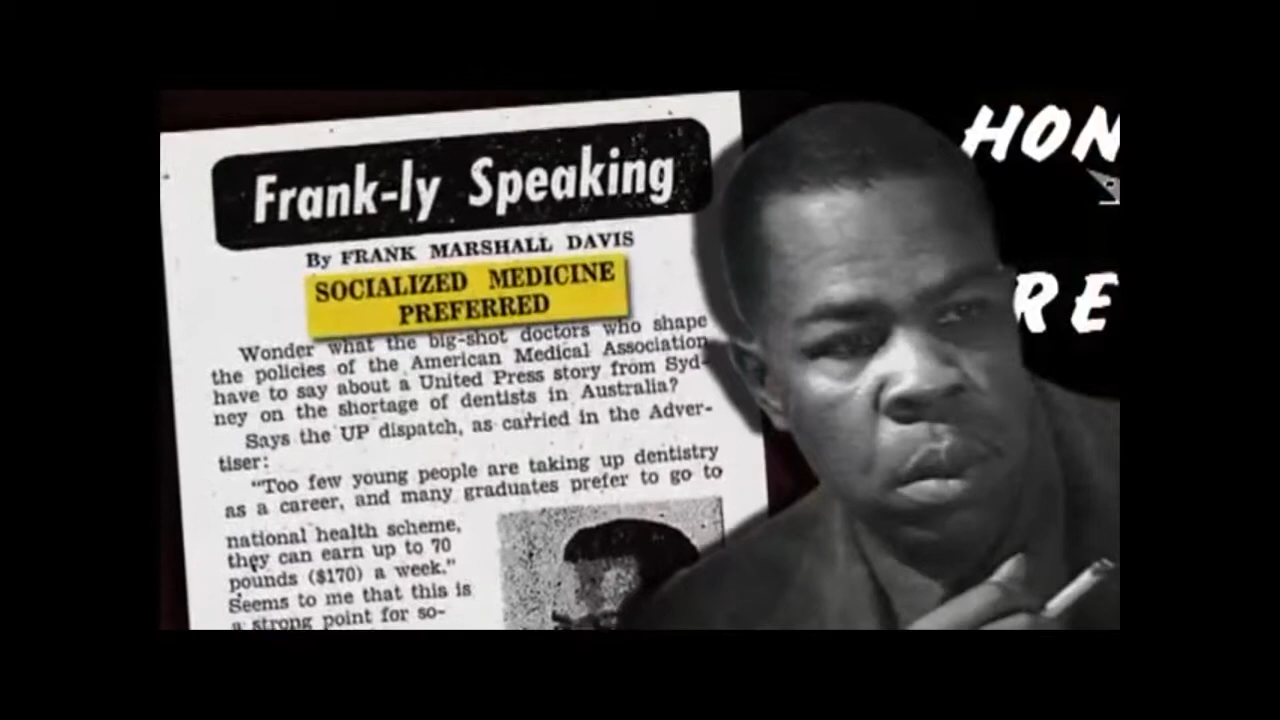 Frank-ly Speaking
By FRANK MARSHALL DAVIS
SOCIALIZED MEDICINE
PREFERRED
Wonder what the big-shot doctors who shape
the policies of the American Medical Association
have to say about a United Press story from Syd-
ney on the shortage of dentists in Australia?
Says the UP dispatch, as carried in the Adver-
tiser:
"Too few young people are taking up dentistry
as a career, and many graduates prefer to go to
national health scheme,
they can earn up to 70
pounds ($170) a week."
Seems to me that this is
a strong point for so-
HON
RE